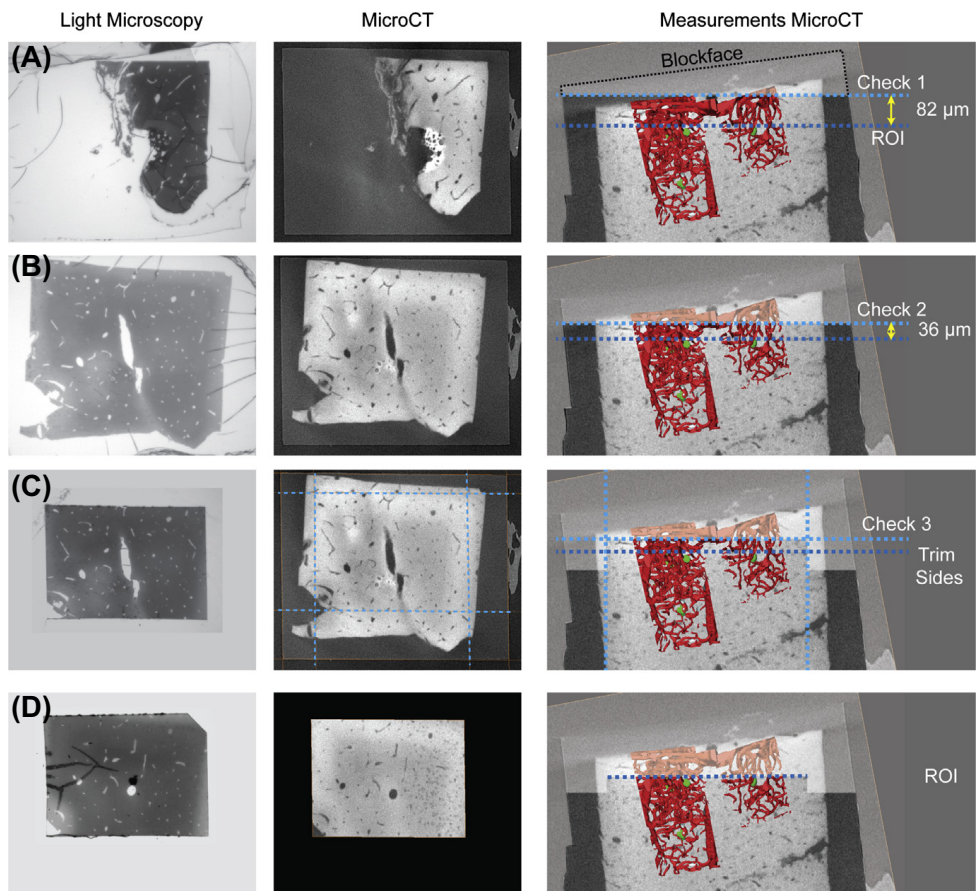 Light Microscopy
MicroCT
Measurements MicroCT
(A)
Blockface
Check 1
82 µm
ROI
(B)
Check 2
36 µm
(C)
Check 3
Trim
Sides
(D)
ROI